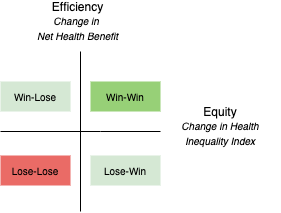 Efficiency
Change in
Net Health Benefit
Win-Lose
Win-Win
Equity
Change in Health
Inequality Index
Lose-Lose
Lose-Win